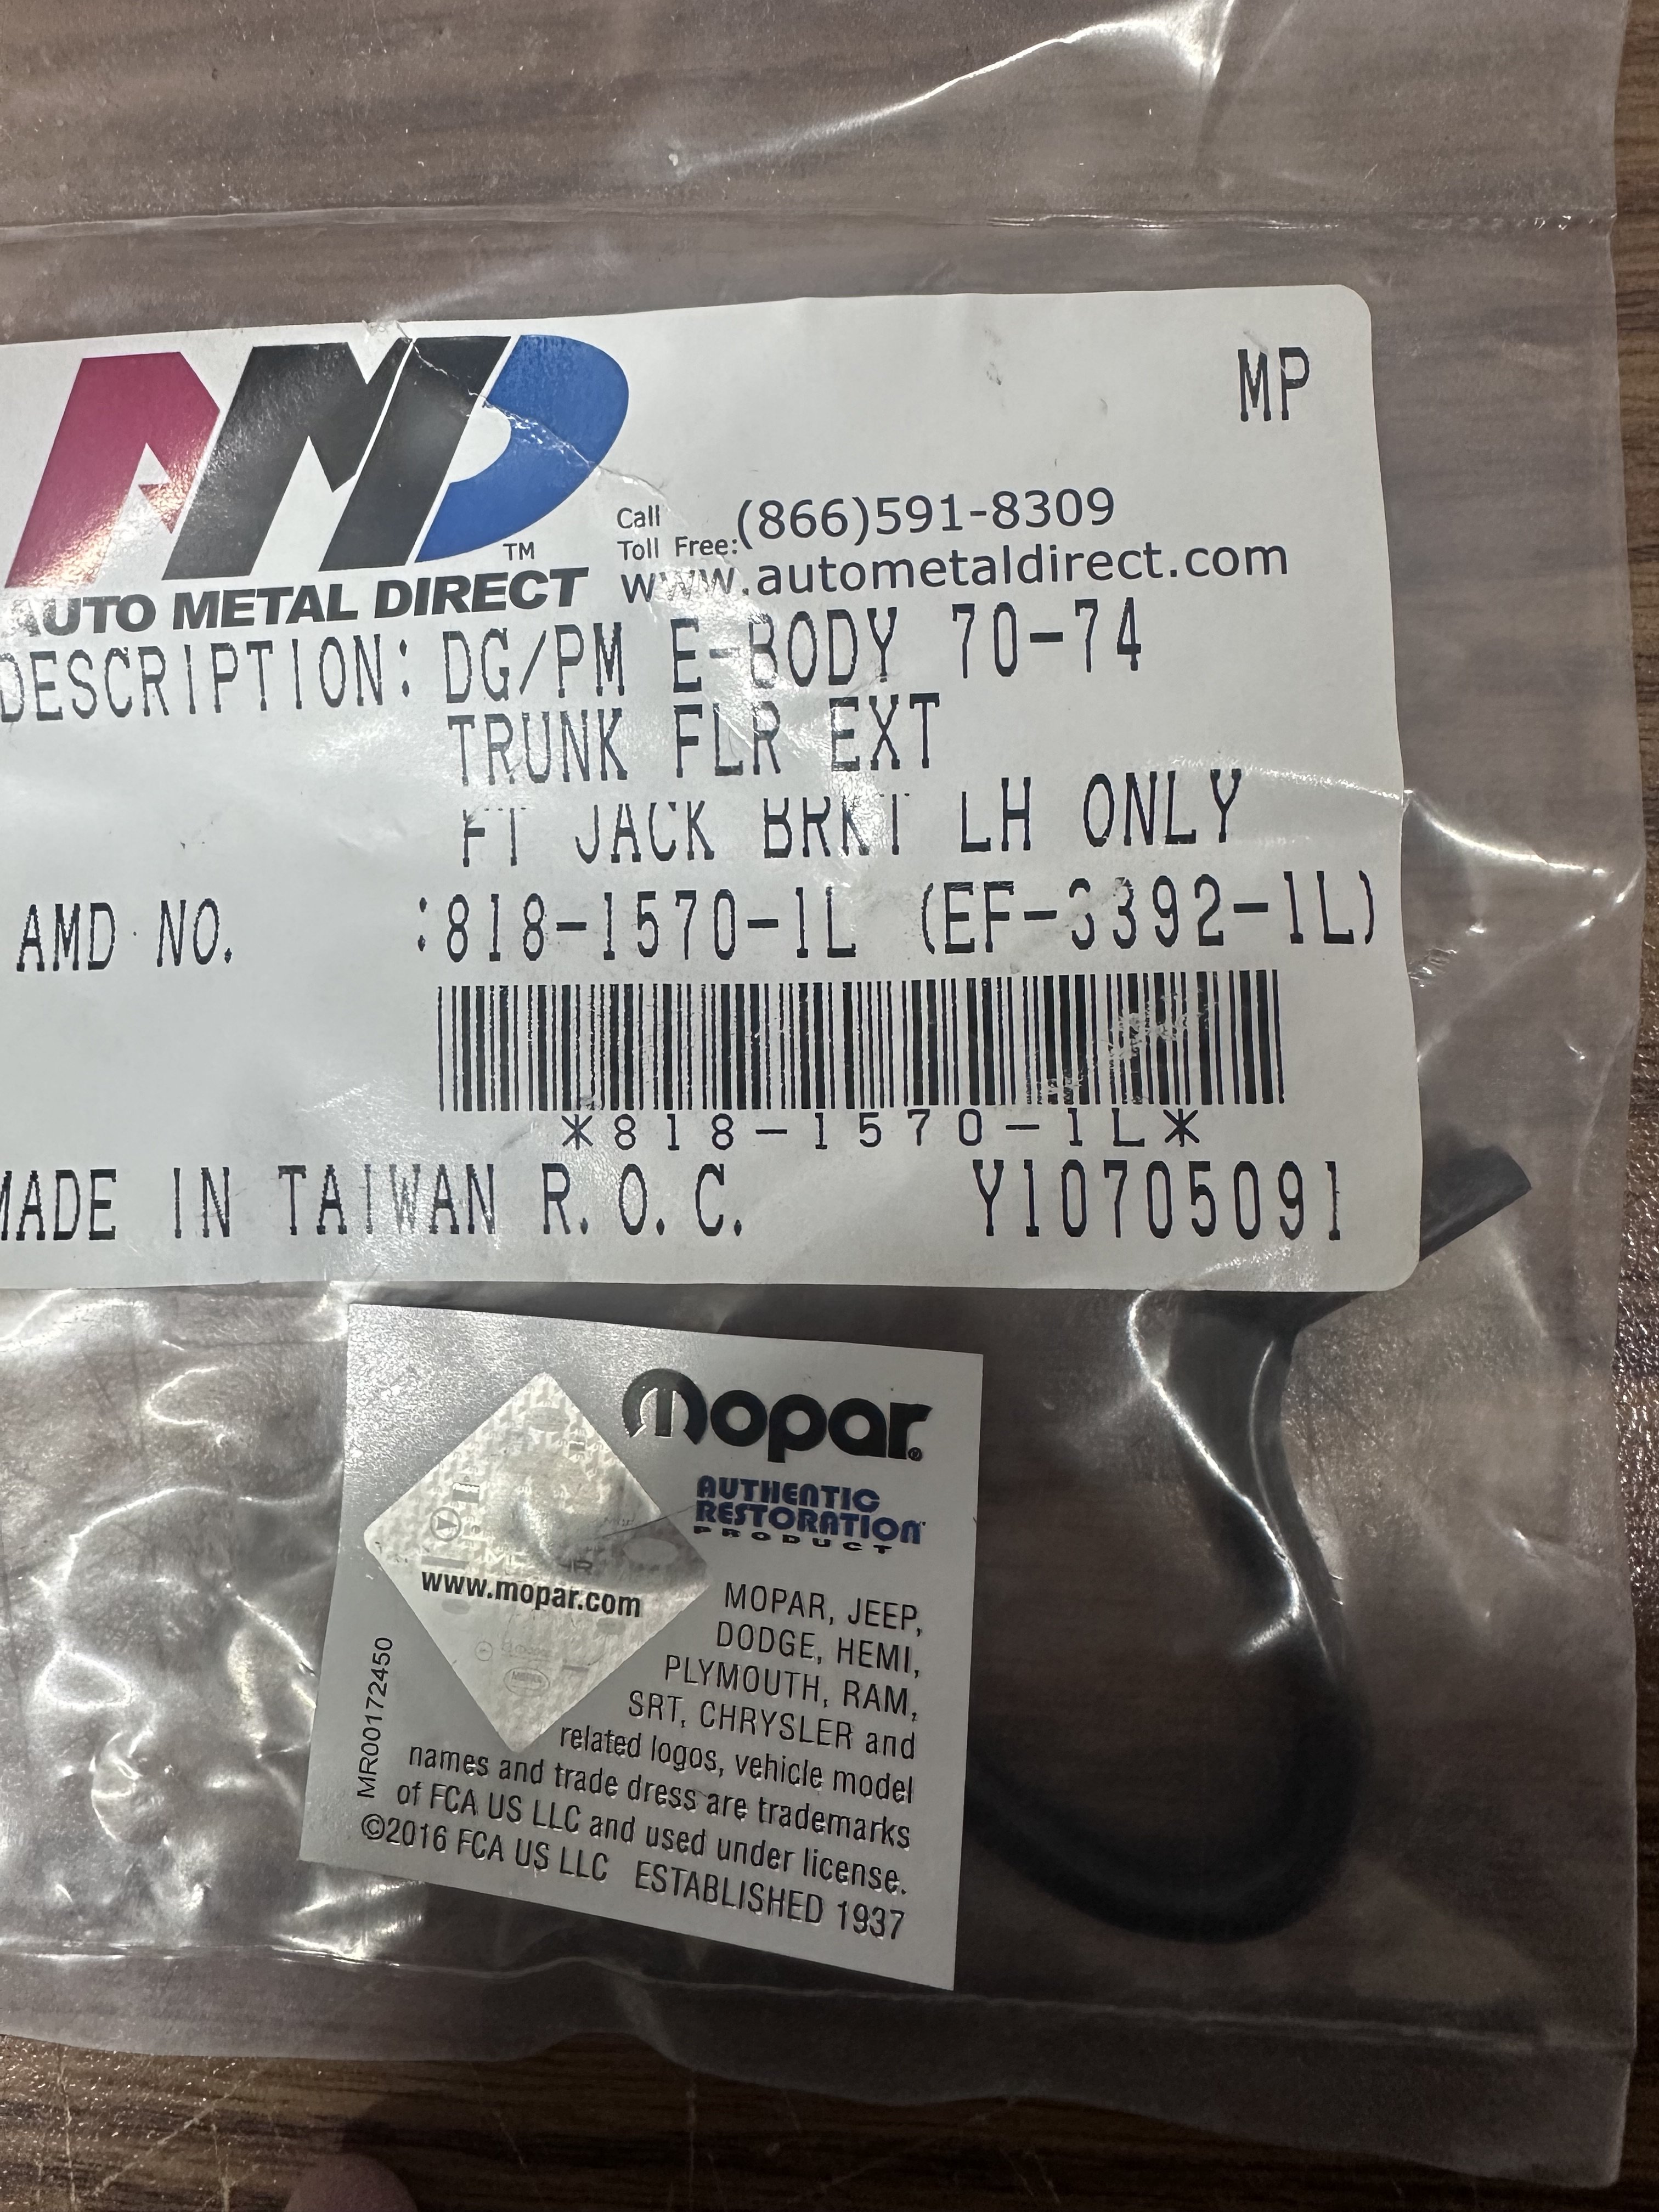 AMD™
MP
Call
Toll Free:(866)591-8309
www.autometaldirect.com
AUTO METAL DIRECT
DESCRIPTION: DG/PM E-BODY 70-74
TRUNK FLR EXT
FT JACK BRKT LH ONLY
AMD NO. :818-1570-1L (EF-3392-1L)
*818-1570-1L*
MADE IN TAIWAN R.O.C. Y10705091
mopar®
AUTHENTIC
RESTORATION™
PRODUCT
www.mopar.com
MR00172450
MOPAR, JEEP,
DODGE, HEMI,
PLYMOUTH, RAM,
SRT, CHRYSLER and
related logos, vehicle model
names and trade dress are trademarks
of FCA US LLC and used under license.
©2016 FCA US LLC ESTABLISHED 1937